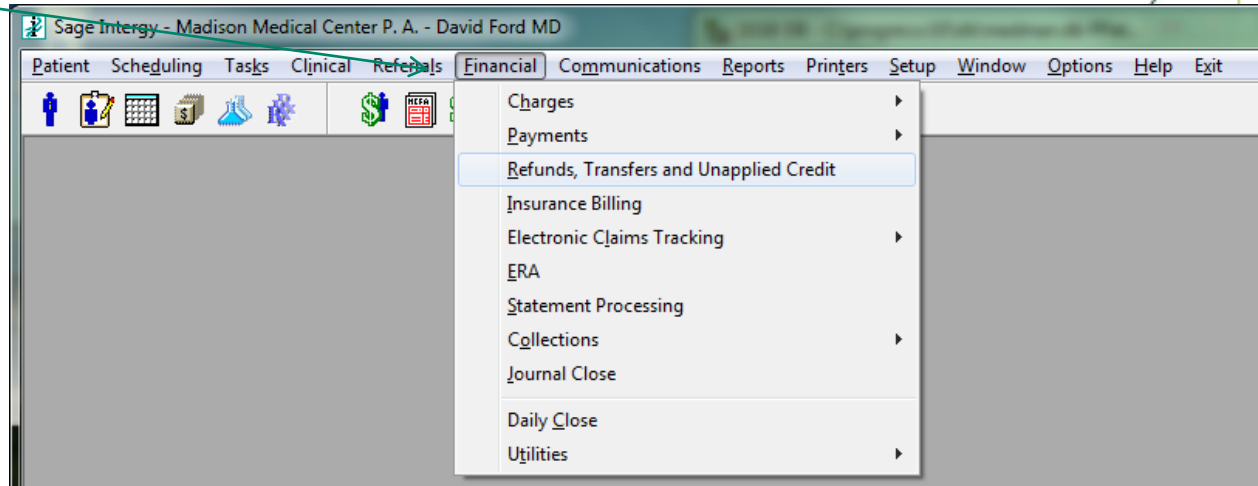 Sage Intergy - Madison Medical Center P. A. - David Ford MD
Patient Scheduling Tasks Clinical Referrals Financial Communications Reports Printers Setup Window Options Help Exit
HCFA
Charges
Payments
Refunds, Transfers and Unapplied Credit
Insurance Billing
Electronic Claims Tracking
ERA
Statement Processing
Collections
Journal Close
Daily Close
Utilities